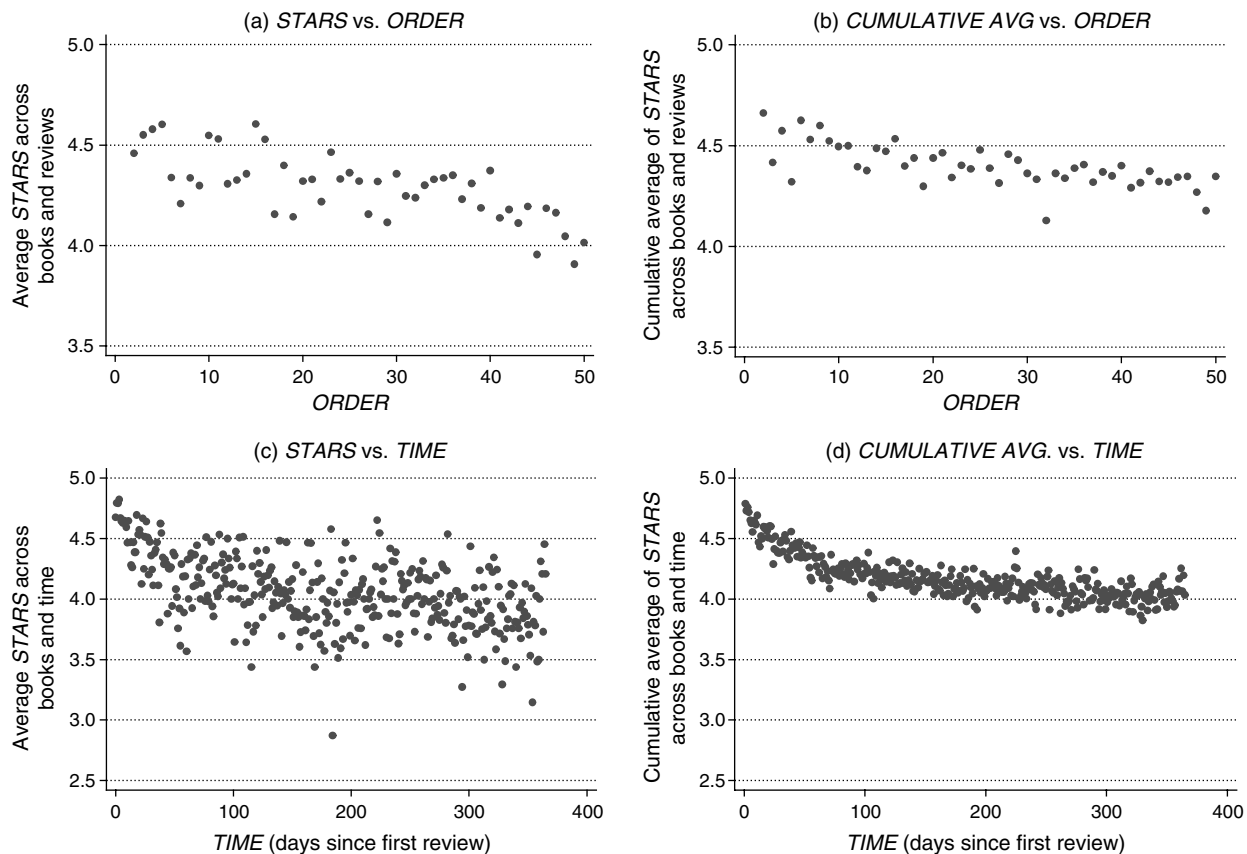 (a) STARS vs. ORDER
Average STARS across
books and reviews
5.0
4.5
4.0
3.5
0 10 20 30 40 50
ORDER
(b) CUMULATIVE AVG vs. ORDER
Cumulative average of STARS
across books and reviews
5.0
4.5
4.0
3.5
0 10 20 30 40 50
ORDER
(c) STARS vs. TIME
Average STARS across
books and time
5.0
4.5
4.0
3.5
3.0
2.5
0 100 200 300 400
TIME (days since first review)
(d) CUMULATIVE AVG. vs. TIME
Cumulative average of STARS
across books and time
5.0
4.5
4.0
3.5
3.0
2.5
0 100 200 300 400
TIME (days since first review)